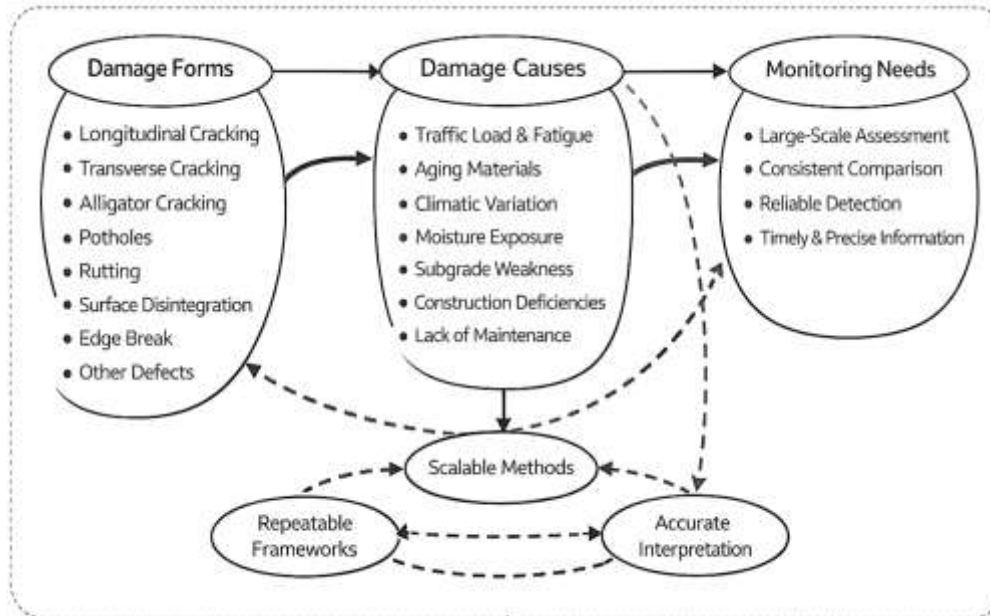 Damage Forms
Longitudinal Cracking
Transverse Cracking
Alligator Cracking
Potholes
Rutting
Surface Disintegration
Edge Break
Other Defects
Damage Causes
Traffic Load & Fatigue
Aging Materials
Climatic Variation
Moisture Exposure
Subgrade Weakness
Construction Deficiencies
Lack of Maintenance
Monitoring Needs
Large-Scale Assessment
Consistent Comparison
Reliable Detection
Timely & Precise Information
Scalable Methods
Repeatable
Frameworks
Accurate
Interpretation